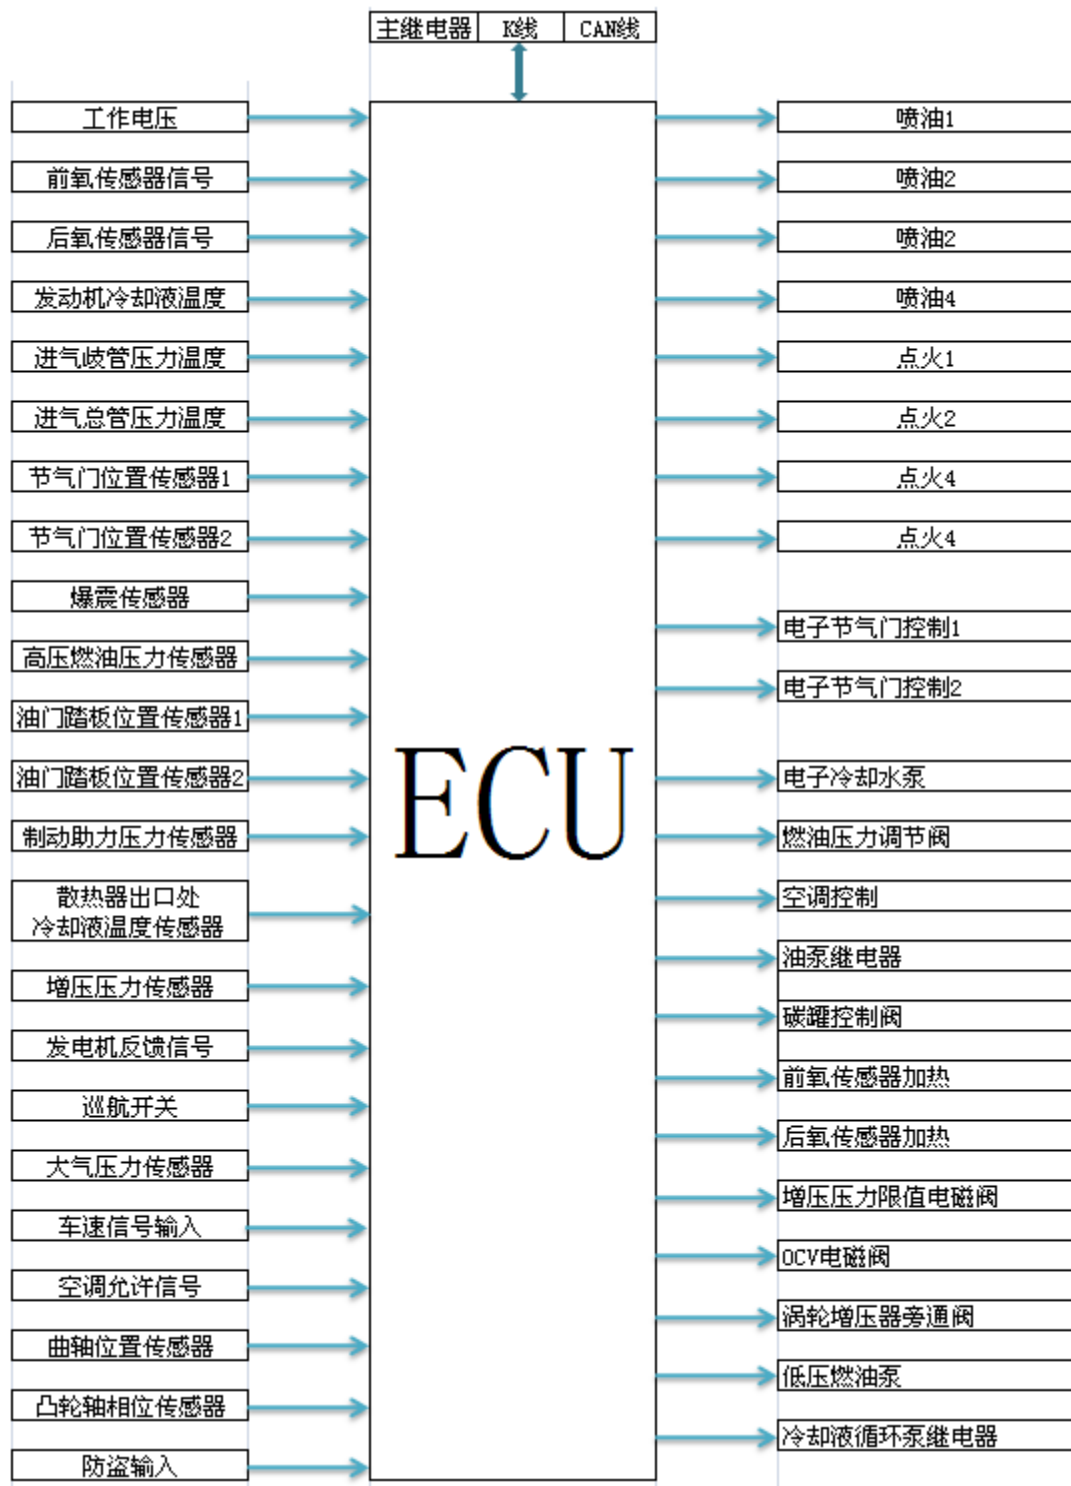 主继电器 K线 CAN线
工作电压
前氧传感器信号
后氧传感器信号
发动机冷却液温度
进气歧管压力温度
进气总管压力温度
节气门位置传感器1
节气门位置传感器2
爆震传感器
高压燃油压力传感器
油门踏板位置传感器1
油门踏板位置传感器2
制动助力压力传感器
散热器出口处
冷却液温度传感器
增压压力传感器
发电机反馈信号
巡航开关
大气压力传感器
车速信号输入
空调允许信号
曲轴位置传感器
凸轮轴相位传感器
防盗输入
ECU
喷油1
喷油2
喷油2
喷油4
点火1
点火2
点火4
点火4
电子节气门控制1
电子节气门控制2
电子冷却水泵
燃油压力调节阀
空调控制
油泵继电器
碳罐控制阀
前氧传感器加热
后氧传感器加热
增压压力限值电磁阀
OCV电磁阀
涡轮增压器旁通阀
低压燃油泵
冷却液循环泵继电器